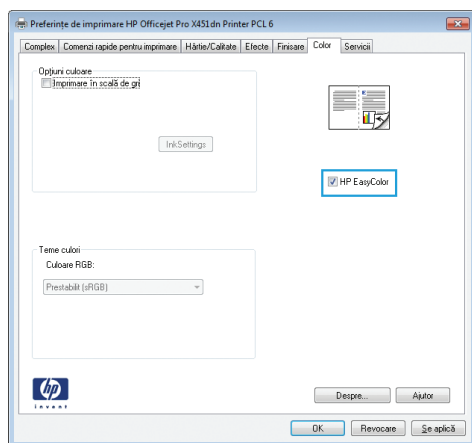 Preferințe de imprimare HP Officejet Pro X451dn Printer PCL 6
Complex Comenzi rapide pentru imprimare Hârtie/Calitate Efecte Finisare Color Servicii
Opțiuni culoare
Imprimare în scală de gri
InkSettings
HP EasyColor
Teme culori
Culoare RGB:
Prestabilit (sRGB)
hp
invent
Despre... Ajutor
OK Revocare Se aplică